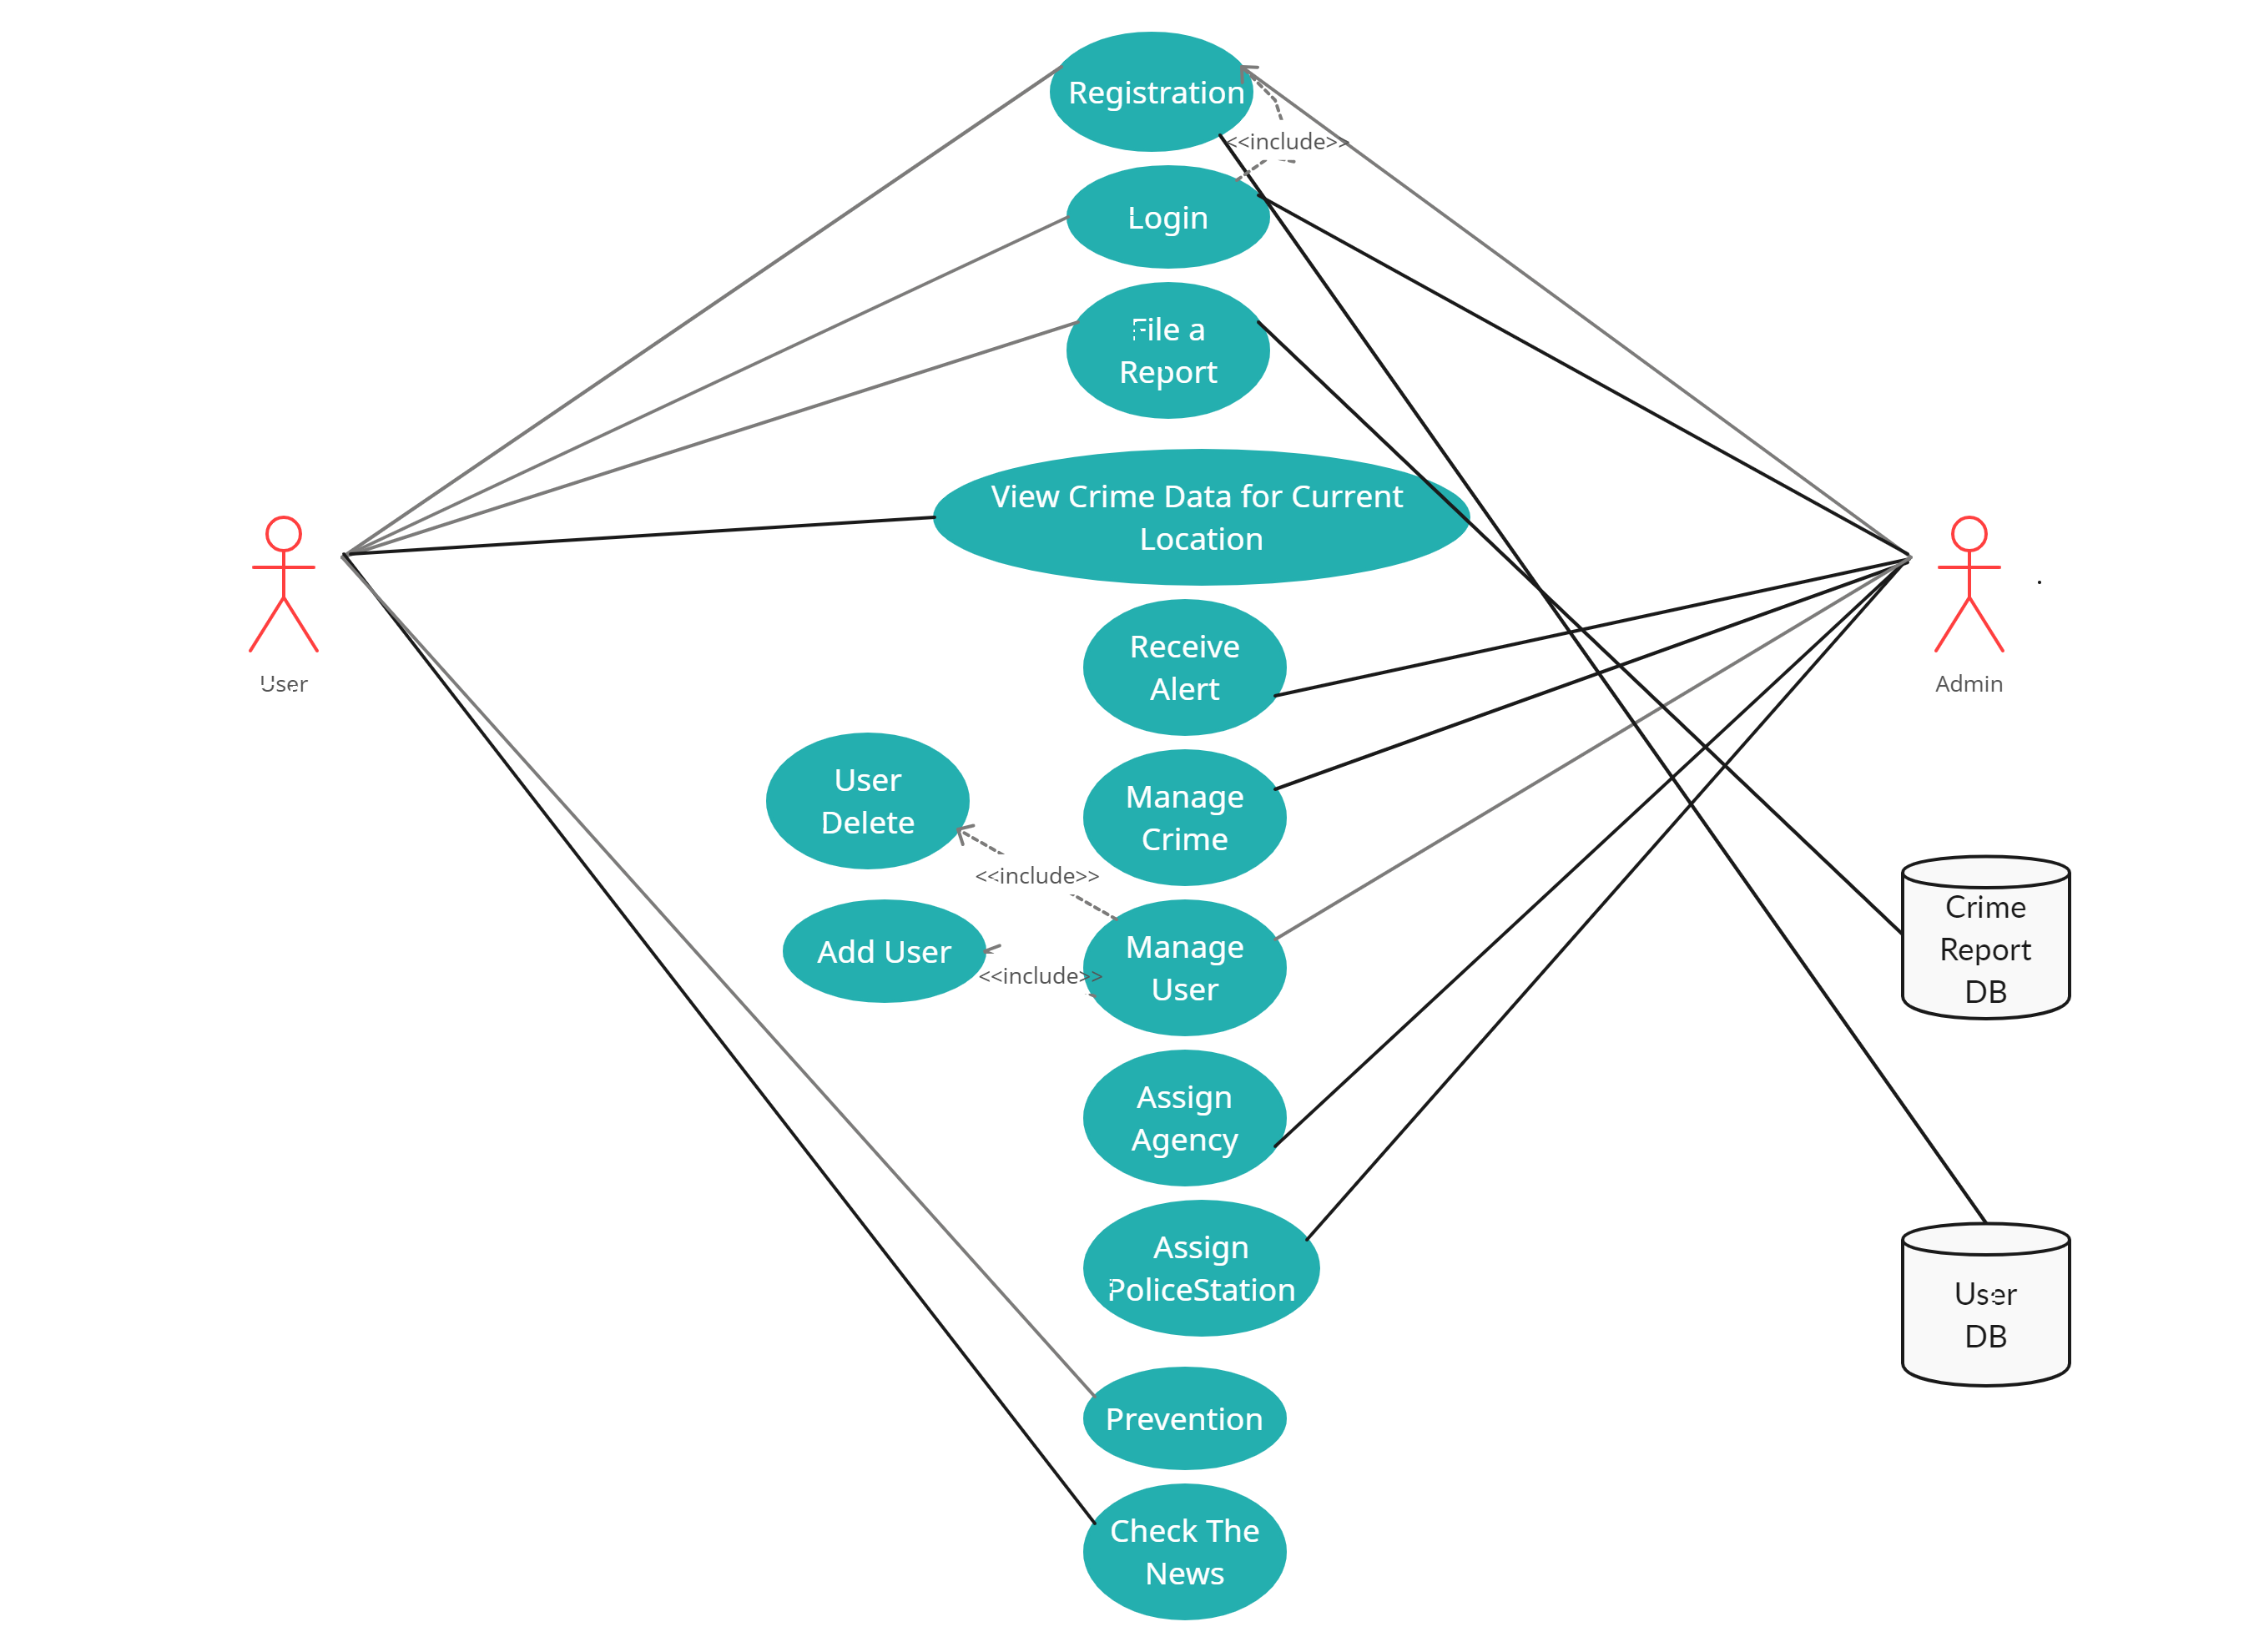 Registration
<<include>>
Login
File a
Report
View Crime Data for Current
Location
User
Admin
.
Receive
Alert
User
Delete
Manage
Crime
<<include>>
Add User
<<include>>
Manage
User
Crime
Report
DB
Assign
Agency
Assign
PoliceStation
User
DB
Prevention
Check The
News